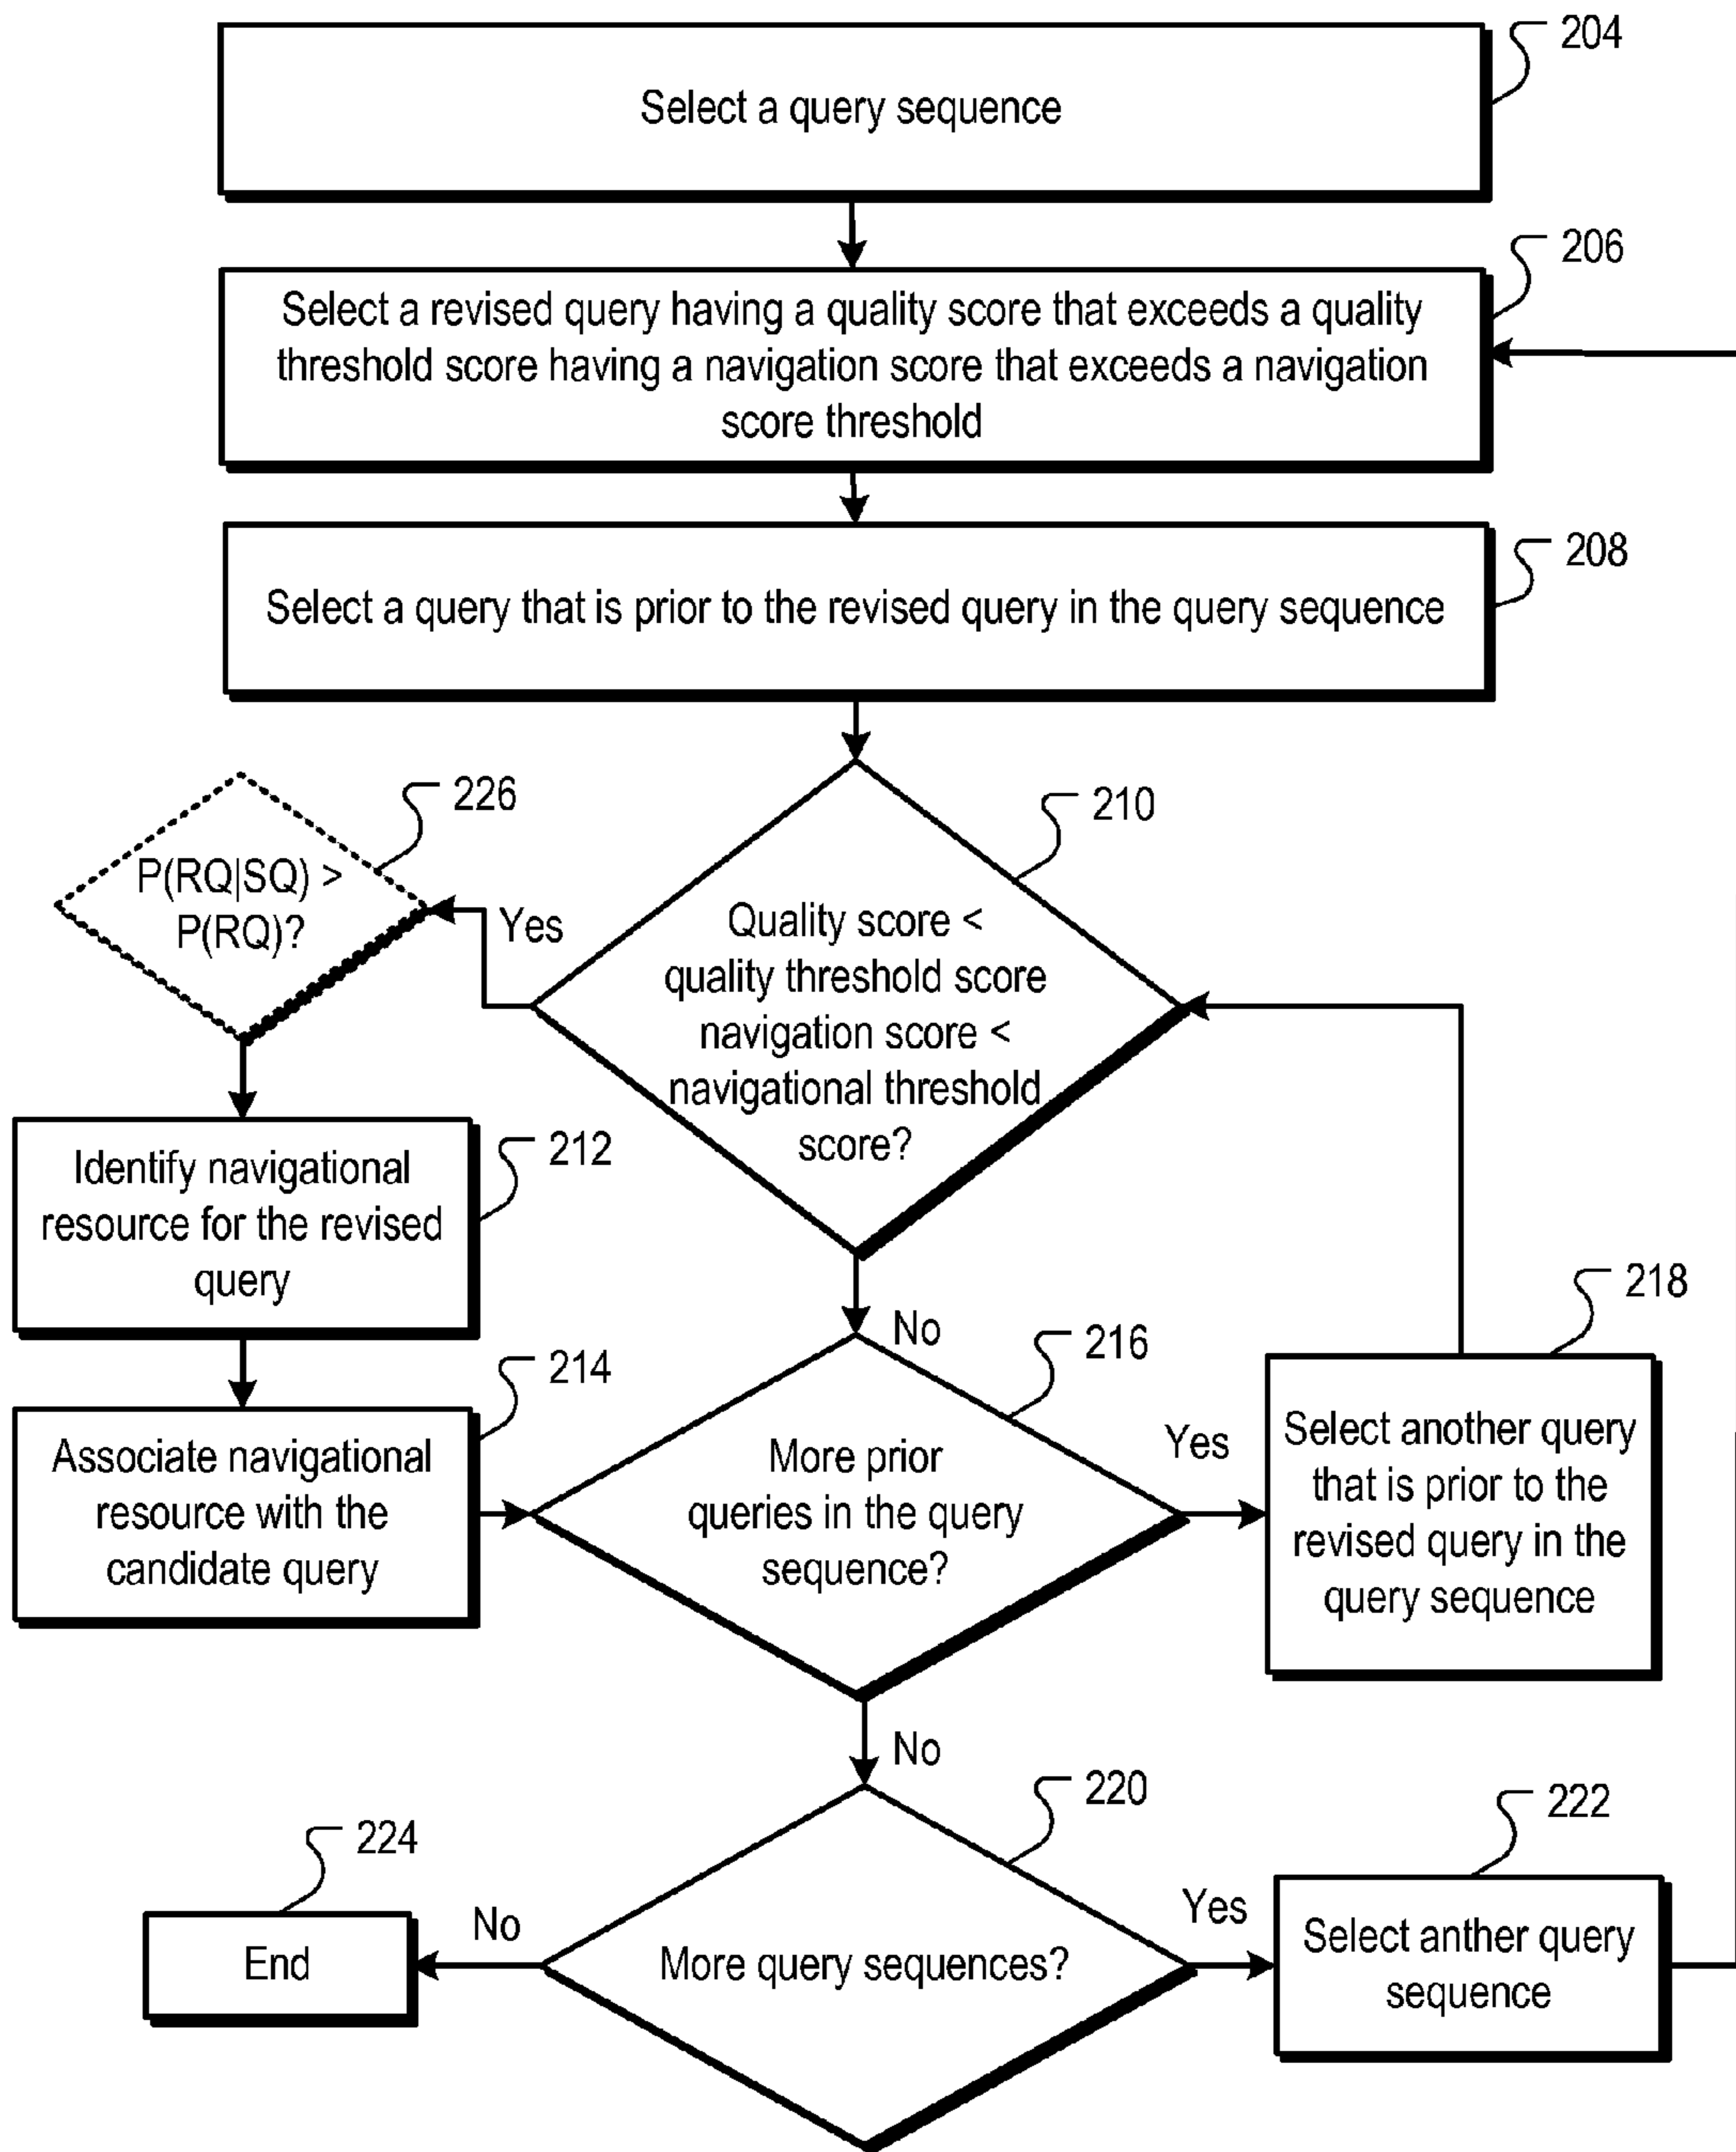 204
Select a query sequence
206
Select a revised query having a quality score that exceeds a quality
threshold score having a navigation score that exceeds a navigation
score threshold
208
Select a query that is prior to the revised query in the query sequence
226
P(RQ|SQ) >
P(RQ)?
Yes
210
Quality score <
quality threshold score
navigation score <
navigational threshold
score?
212
Identify navigational
resource for the revised
query
No
214
Associate navigational
resource with the
candidate query
216
More prior
queries in the query
sequence?
Yes
218
Select another query
that is prior to the
revised query in the
query sequence
No
220
More query sequences?
Yes
222
Select anther query
sequence
No
224
End